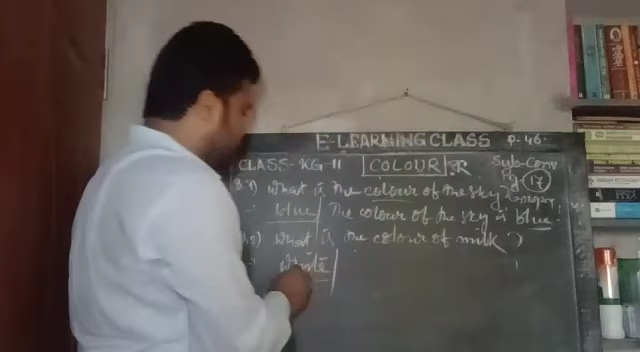 E-LEARNING CLASS P-46-
CLASS-KG-II COLOUR Sub-Conv
Q.1) What is the colour of the sky? Pg 17
blue/ The colour of the sky is blue.
Q.2) What is the colour of milk?
White/